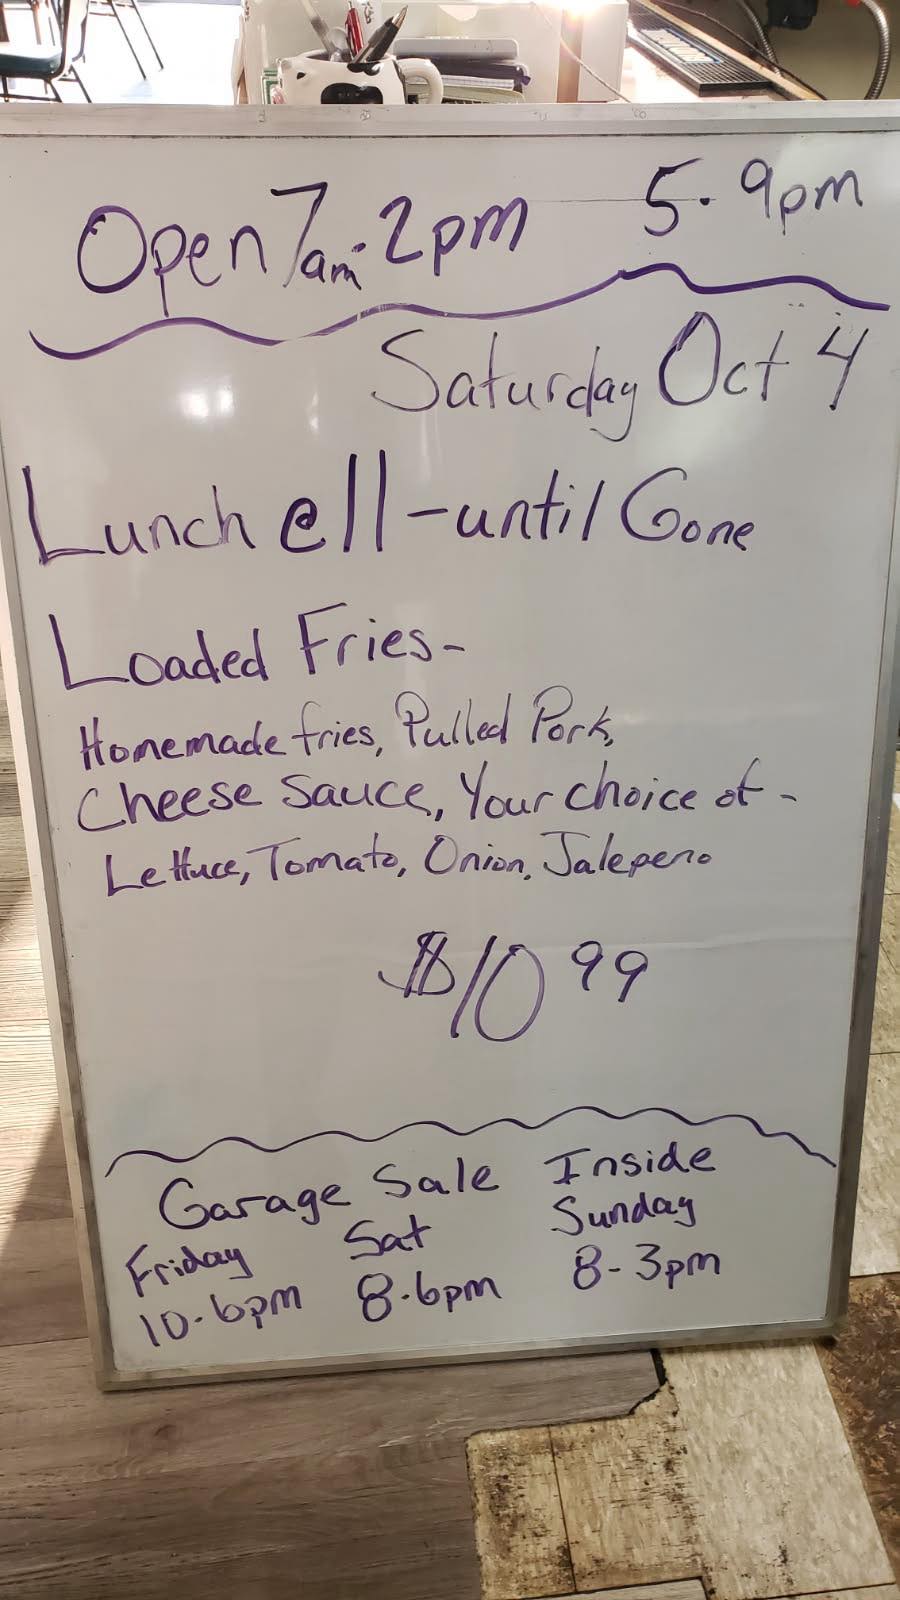 Open 7am-2pm 5-9pm
Saturday Oct 4
Lunch @ 11 - until Gone
Loaded Fries-
Homemade fries, Pulled Pork,
Cheese Sauce, Your choice of -
Lettuce, Tomato, Onion, Jalepeno
$10 99
Garage Sale Inside
Friday Sat Sunday
10-6pm 8-6pm 8-3pm